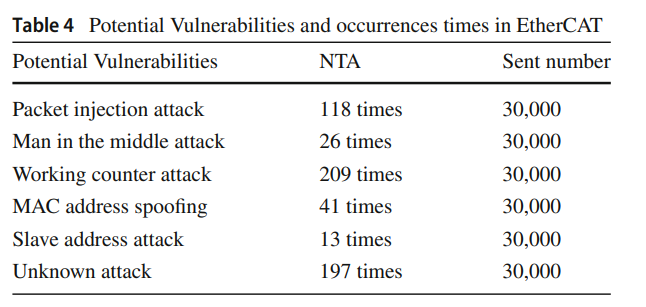 Table 4 Potential Vulnerabilities and occurrences times in EtherCAT
Potential Vulnerabilities NTA Sent number
Packet injection attack 118 times 30,000
Man in the middle attack 26 times 30,000
Working counter attack 209 times 30,000
MAC address spoofing 41 times 30,000
Slave address attack 13 times 30,000
Unknown attack 197 times 30,000